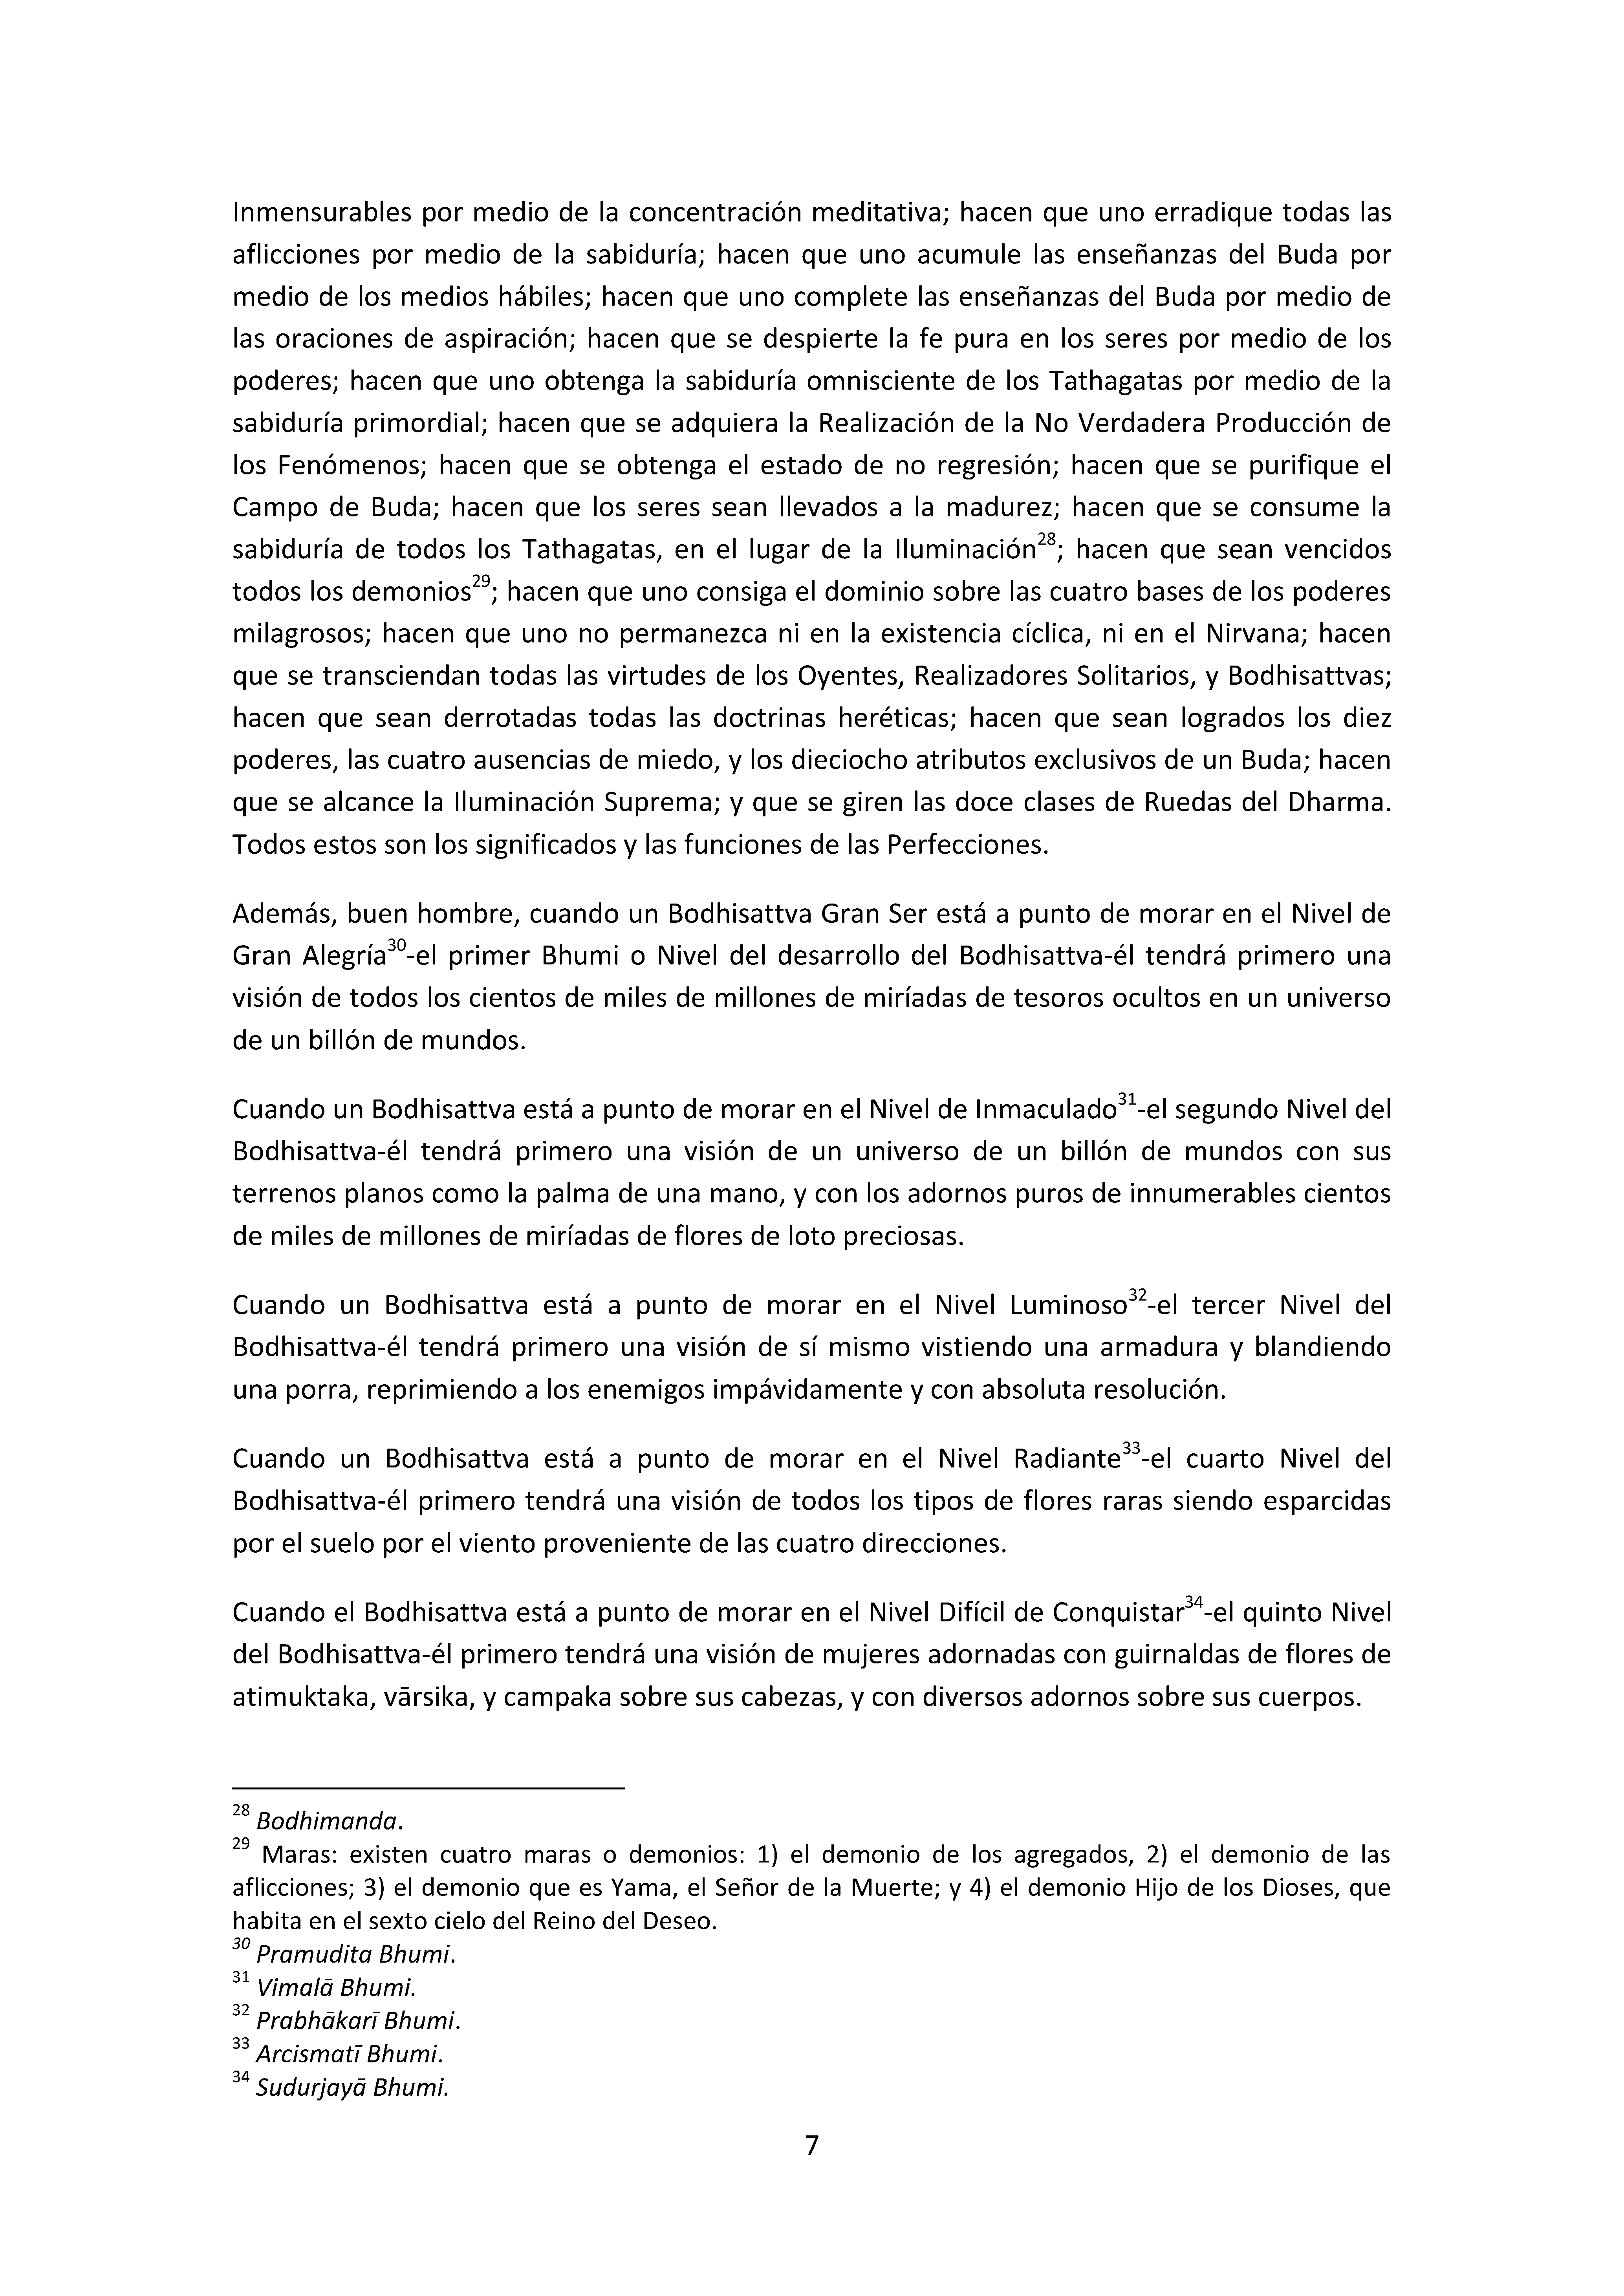 Inmensurables por medio de la concentración meditativa; hacen que uno erradique todas las
aflicciones por medio de la sabiduría; hacen que uno acumule las enseñanzas del Buda por
medio de los medios hábiles; hacen que uno complete las enseñanzas del Buda por medio de
las oraciones de aspiración; hacen que se despierte la fe pura en los seres por medio de los
poderes; hacen que uno obtenga la sabiduría omnisciente de los Tathagatas por medio de la
sabiduría primordial; hacen que se adquiera la Realización de la No Verdadera Producción de
los Fenómenos; hacen que se obtenga el estado de no regresión; hacen que se purifique el
Campo de Buda; hacen que los seres sean llevados a la madurez; hacen que se consume la
sabiduría de todos los Tathagatas, en el lugar de la Iluminación28; hacen que sean vencidos
todos los demonios29; hacen que uno consiga el dominio sobre las cuatro bases de los poderes
milagrosos; hacen que uno no permanezca ni en la existencia cíclica, ni en el Nirvana; hacen
que se transciendan todas las virtudes de los Oyentes, Realizadores Solitarios, y Bodhisattvas;
hacen que sean derrotadas todas las doctrinas heréticas; hacen que sean logrados los diez
poderes, las cuatro ausencias de miedo, y los dieciocho atributos exclusivos de un Buda; hacen
que se alcance la Iluminación Suprema; y que se giren las doce clases de Ruedas del Dharma.
Todos estos son los significados y las funciones de las Perfecciones.
Además, buen hombre, cuando un Bodhisattva Gran Ser está a punto de morar en el Nivel de
Gran Alegría30-el primer Bhumi o Nivel del desarrollo del Bodhisattva-él tendrá primero una
visión de todos los cientos de miles de millones de miríadas de tesoros ocultos en un universo
de un billón de mundos.
Cuando un Bodhisattva está a punto de morar en el Nivel de Inmaculado31-el segundo Nivel del
Bodhisattva-él tendrá primero una visión de un universo de un billón de mundos con sus
terrenos planos como la palma de una mano, y con los adornos puros de innumerables cientos
de miles de millones de miríadas de flores de loto preciosas.
Cuando un Bodhisattva está a punto de morar en el Nivel Luminoso32-el tercer Nivel del
Bodhisattva-él tendrá primero una visión de sí mismo vistiendo una armadura y blandiendo
una porra, reprimiendo a los enemigos impávidamente y con absoluta resolución.
Cuando un Bodhisattva está a punto de morar en el Nivel Radiante33-el cuarto Nivel del
Bodhisattva-él primero tendrá una visión de todos los tipos de flores raras siendo esparcidas
por el suelo por el viento proveniente de las cuatro direcciones.
Cuando el Bodhisattva está a punto de morar en el Nivel Difícil de Conquistar34-el quinto Nivel
del Bodhisattva-él primero tendrá una visión de mujeres adornadas con guirnaldas de flores de
atimuktaka, vārsika, y campaka sobre sus cabezas, y con diversos adornos sobre sus cuerpos.
28 Bodhimanda.
29 Maras: existen cuatro maras o demonios: 1) el demonio de los agregados, 2) el demonio de las
aflicciones; 3) el demonio que es Yama, el Señor de la Muerte; y 4) el demonio Hijo de los Dioses, que
habita en el sexto cielo del Reino del Deseo.
30 Pramudita Bhumi.
31 Vimalā Bhumi.
32 Prabhākarī Bhumi.
33 Arcismatī Bhumi.
34 Sudurjayā Bhumi.
7